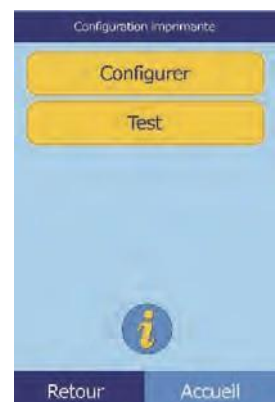 Configuration imprimante
Configurer
Test
i
Retour Accueil